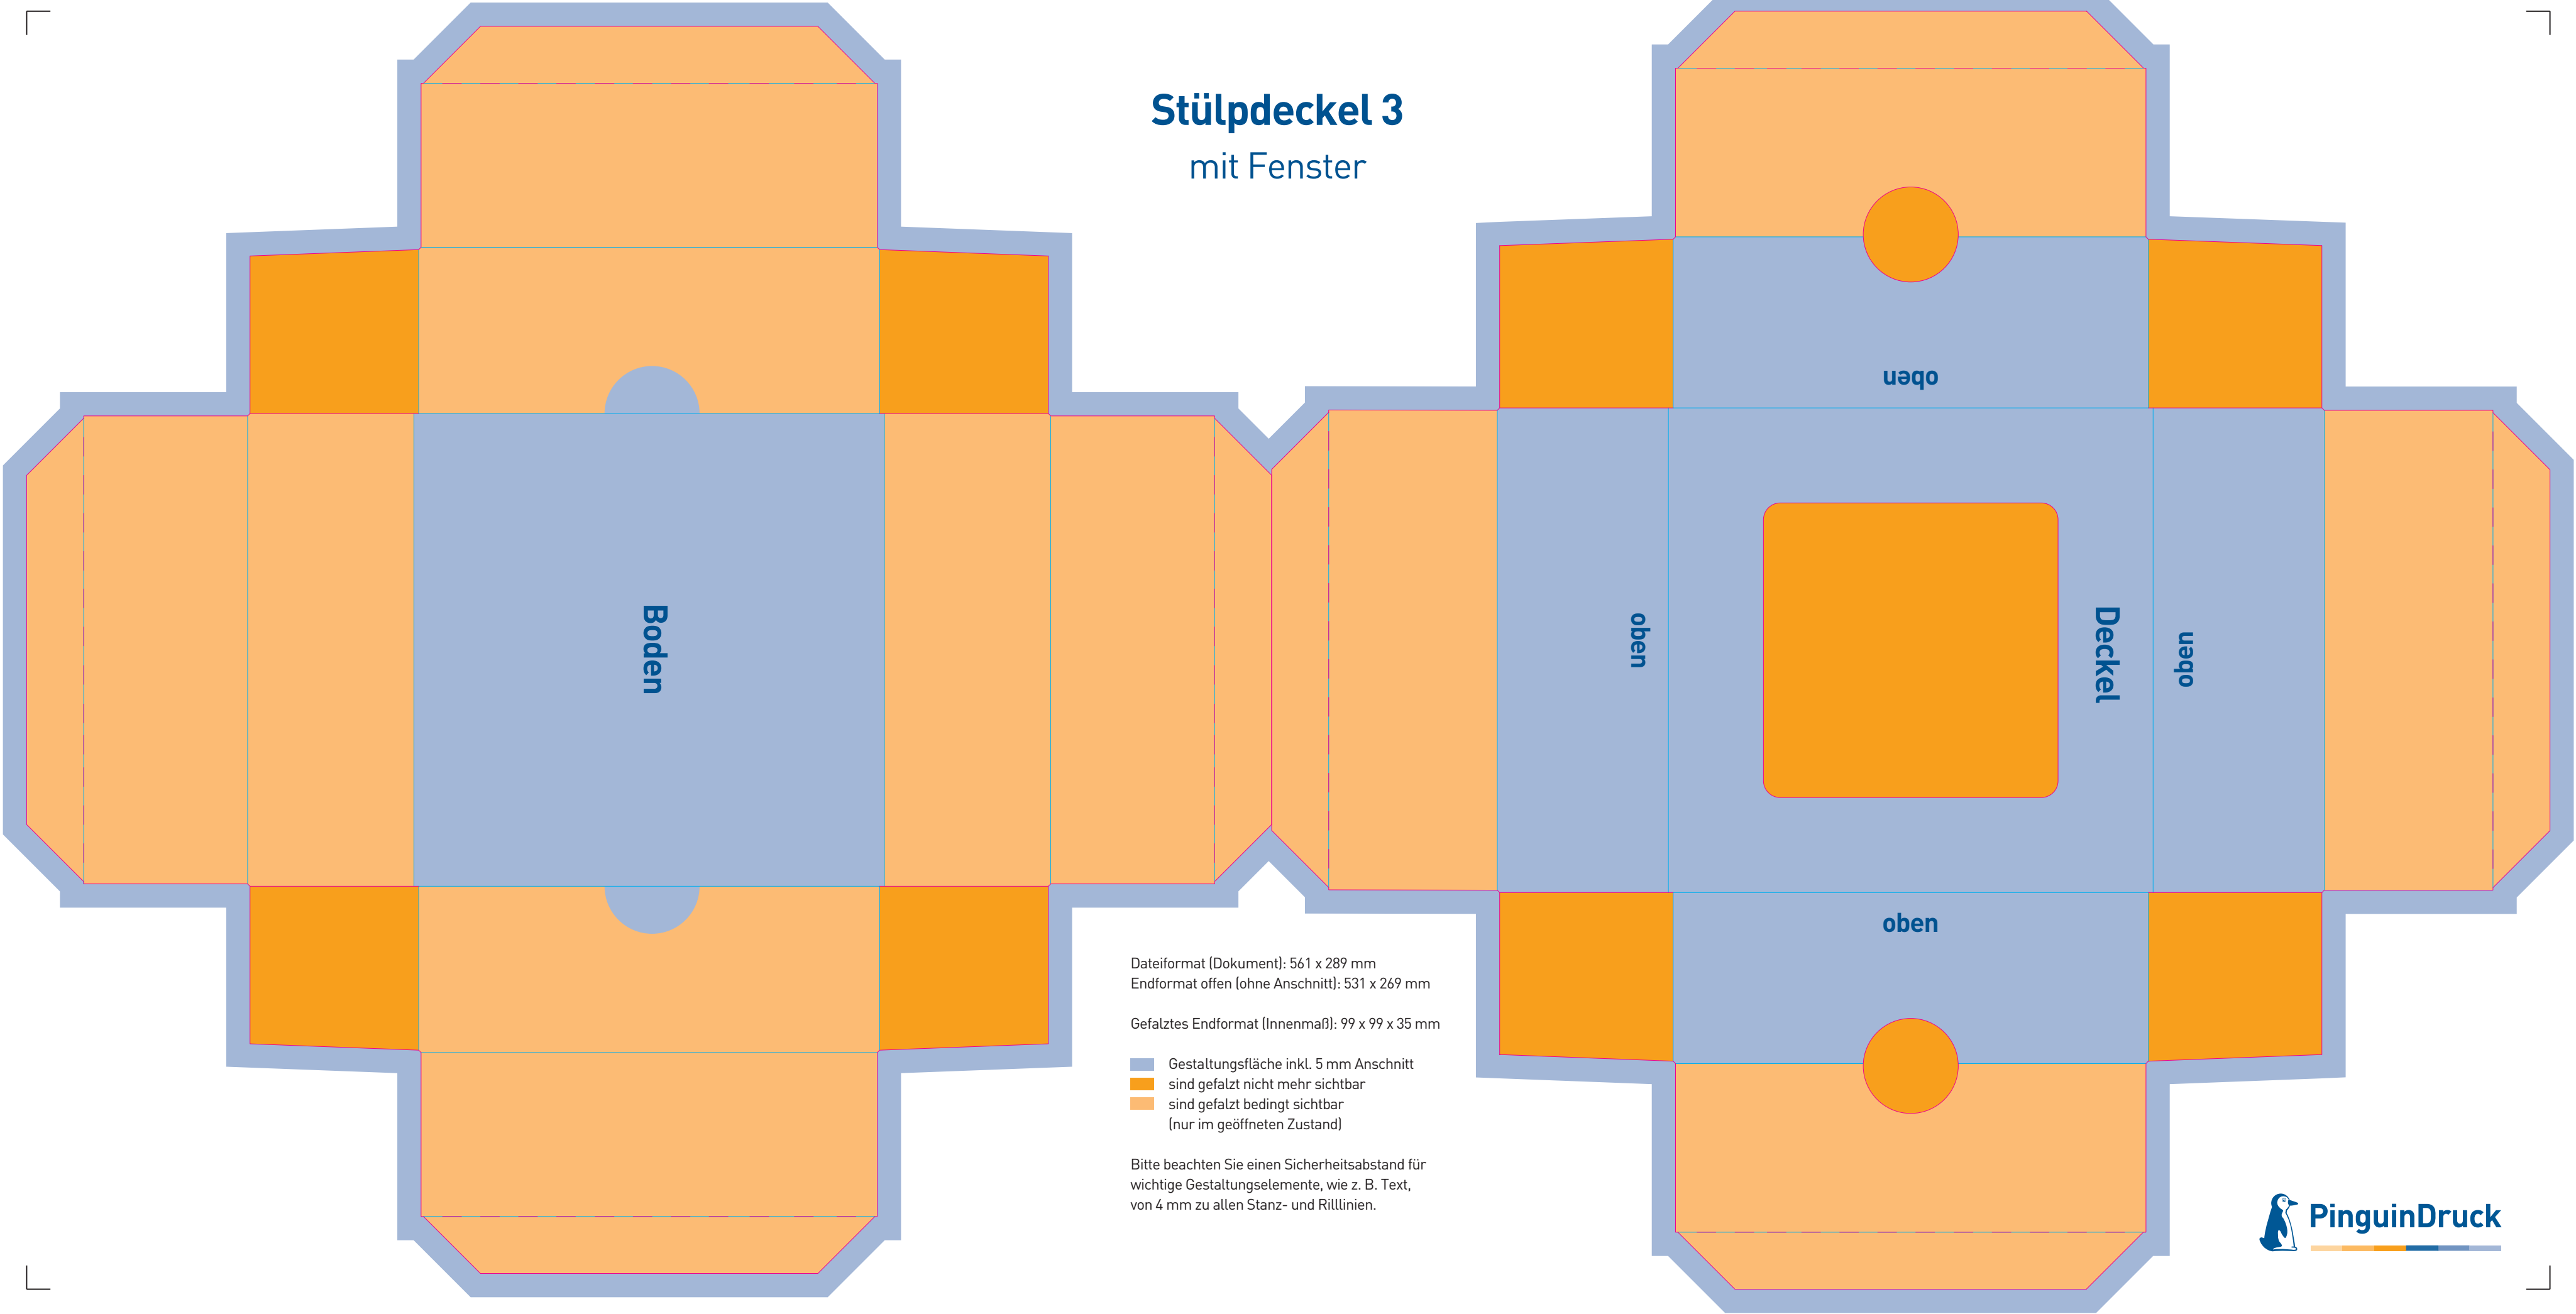 Stülpdeckel 3
mit Fenster
oben
Boden
oben
Deckel
oben
oben
Dateiformat (Dokument): 561 x 289 mm
Endformat offen (ohne Anschnitt): 531 x 269 mm
Gefalztes Endformat (Innenmaß): 99 x 99 x 35 mm
Gestaltungsfläche inkl. 5 mm Anschnitt
sind gefalzt nicht mehr sichtbar
sind gefalzt bedingt sichtbar
(nur im geöffneten Zustand)
Bitte beachten Sie einen Sicherheitsabstand für
wichtige Gestaltungselemente, wie z. B. Text,
von 4 mm zu allen Stanz- und Rilllinien.
PinguinDruck